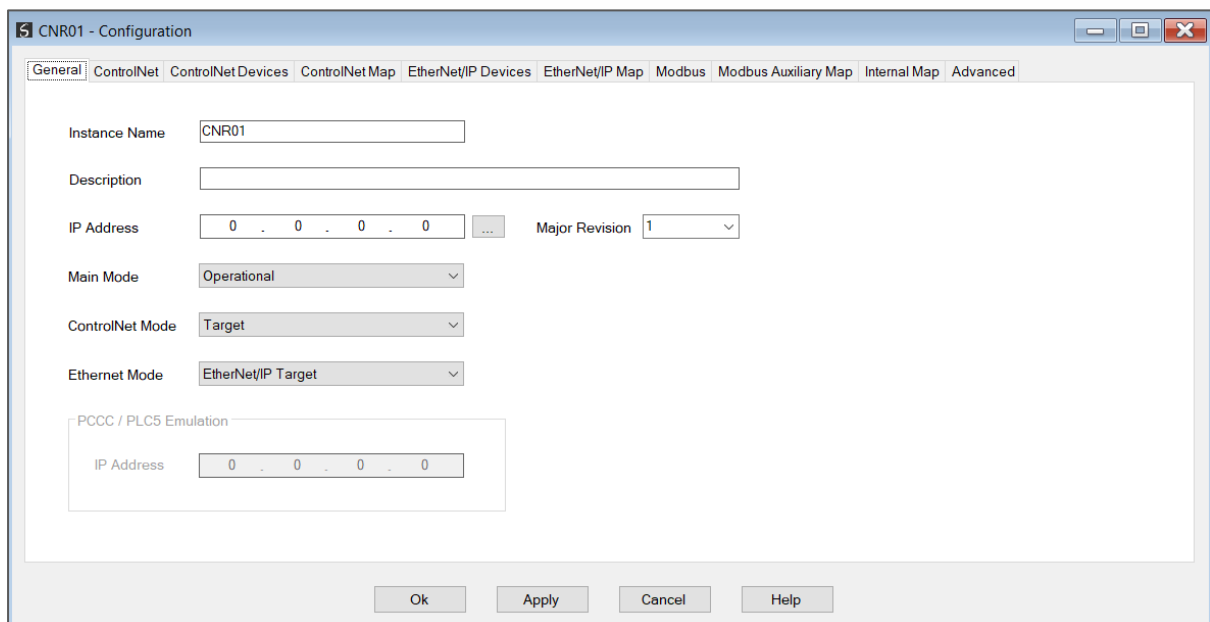 CNR01 - Configuration
General ControlNet ControlNet Devices ControlNet Map EtherNet/IP Devices EtherNet/IP Map Modbus Modbus Auxiliary Map Internal Map Advanced
Instance Name CNR01
Description
IP Address 0 . 0 . 0 . 0 ... Major Revision 1
Main Mode Operational
ControlNet Mode Target
Ethernet Mode EtherNet/IP Target
PCCC / PLC5 Emulation
IP Address 0 . 0 . 0 . 0
Ok Apply Cancel Help